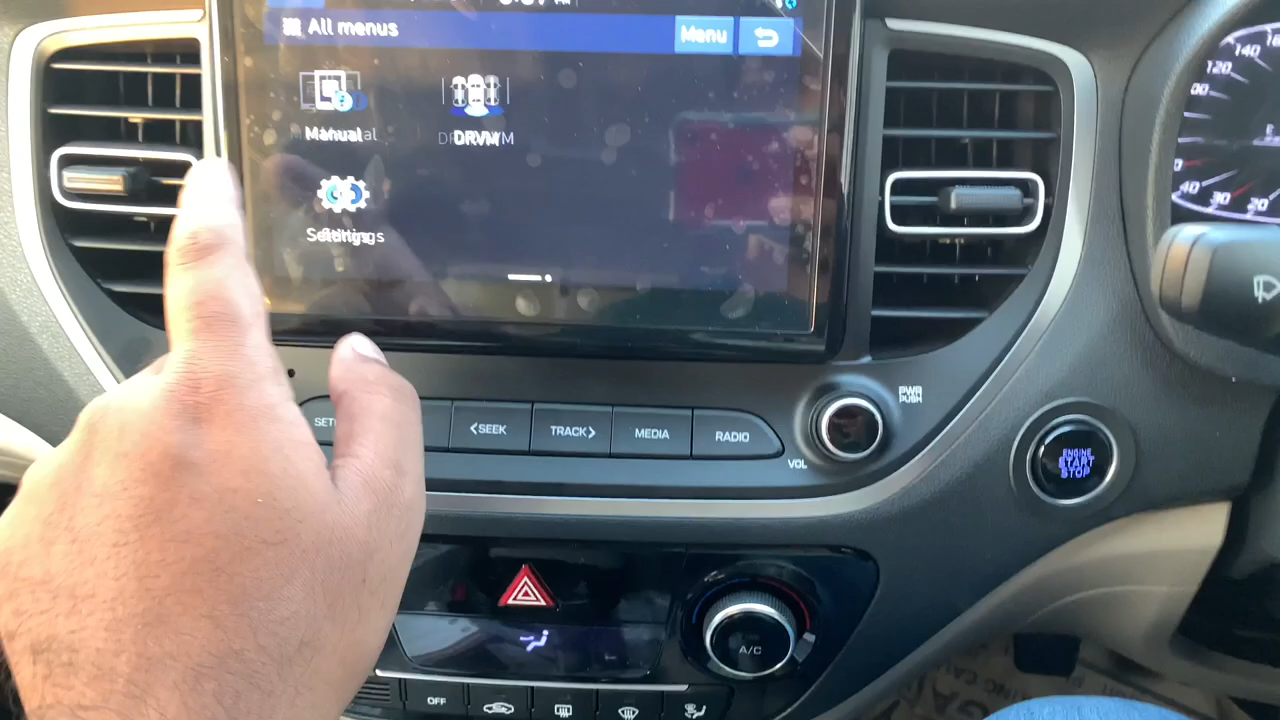 All menus
Menu
Manual
DRVM
Settings
SEEK
TRACK
MEDIA
RADIO
VOL
PWR
PUSH
ENGINE
START
STOP
A/C
OFF
140
120
40
30
20